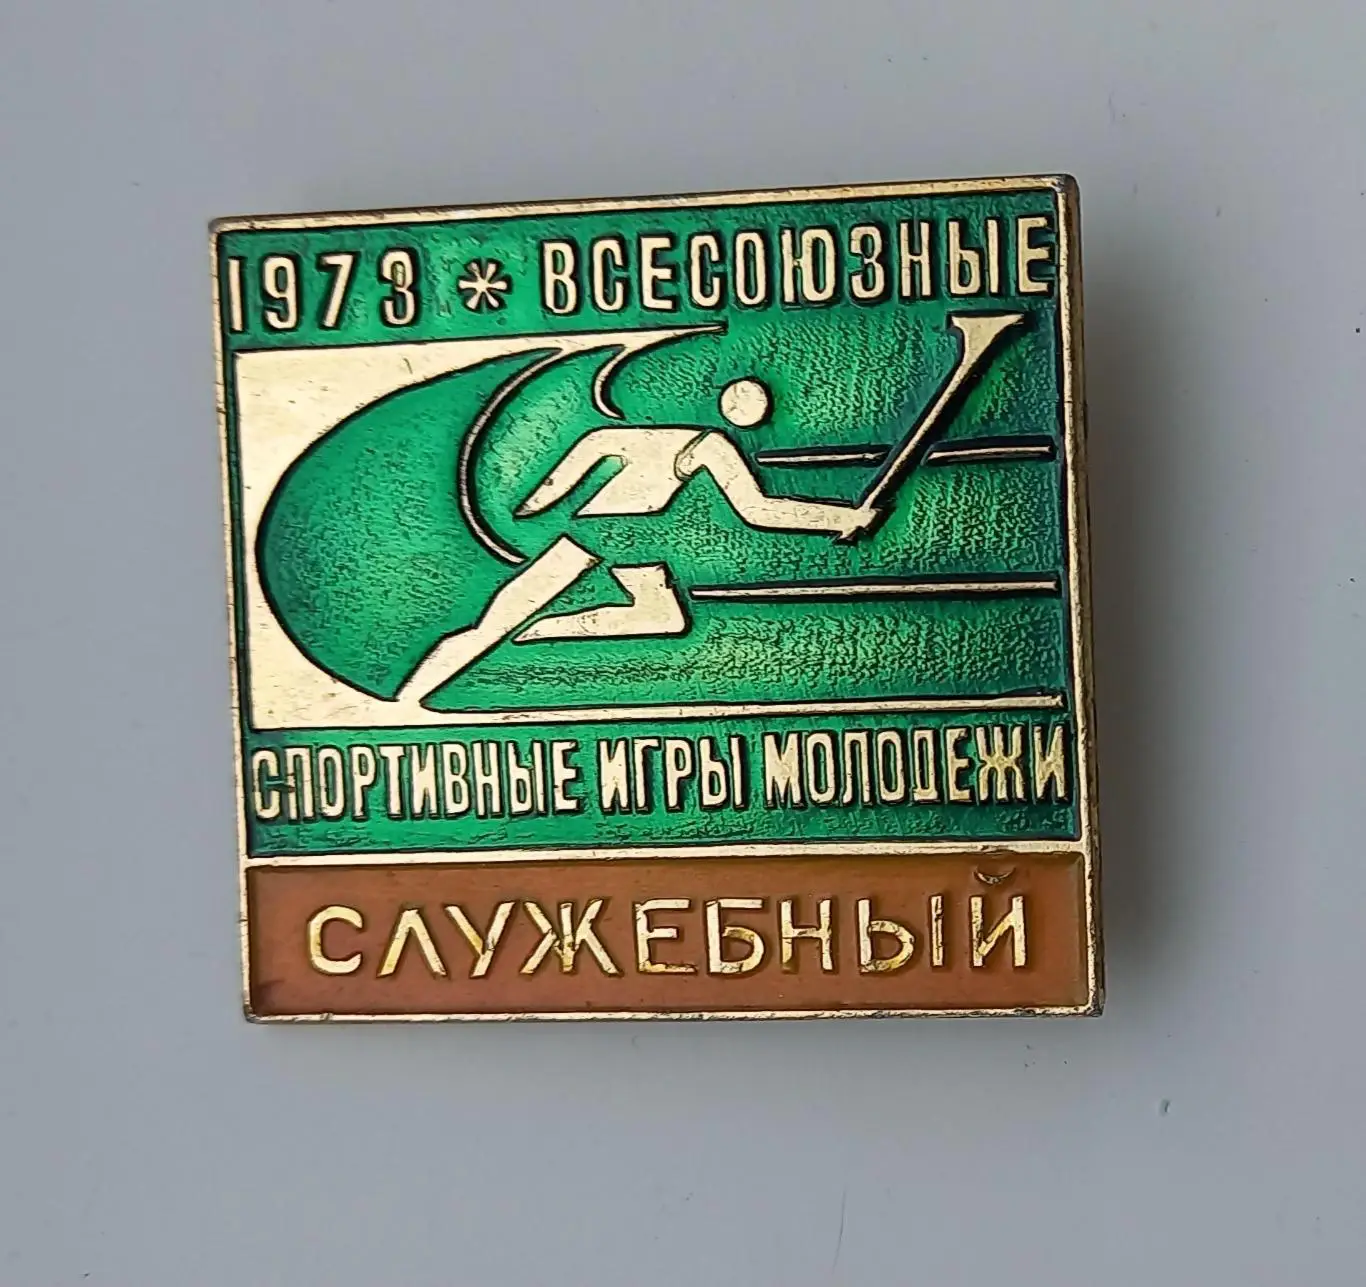 1973 * ВСЕСОЮЗНЫЕ
СПОРТИВНЫЕ ИГРЫ МОЛОДЕЖИ
СЛУЖЕБНЫЙ